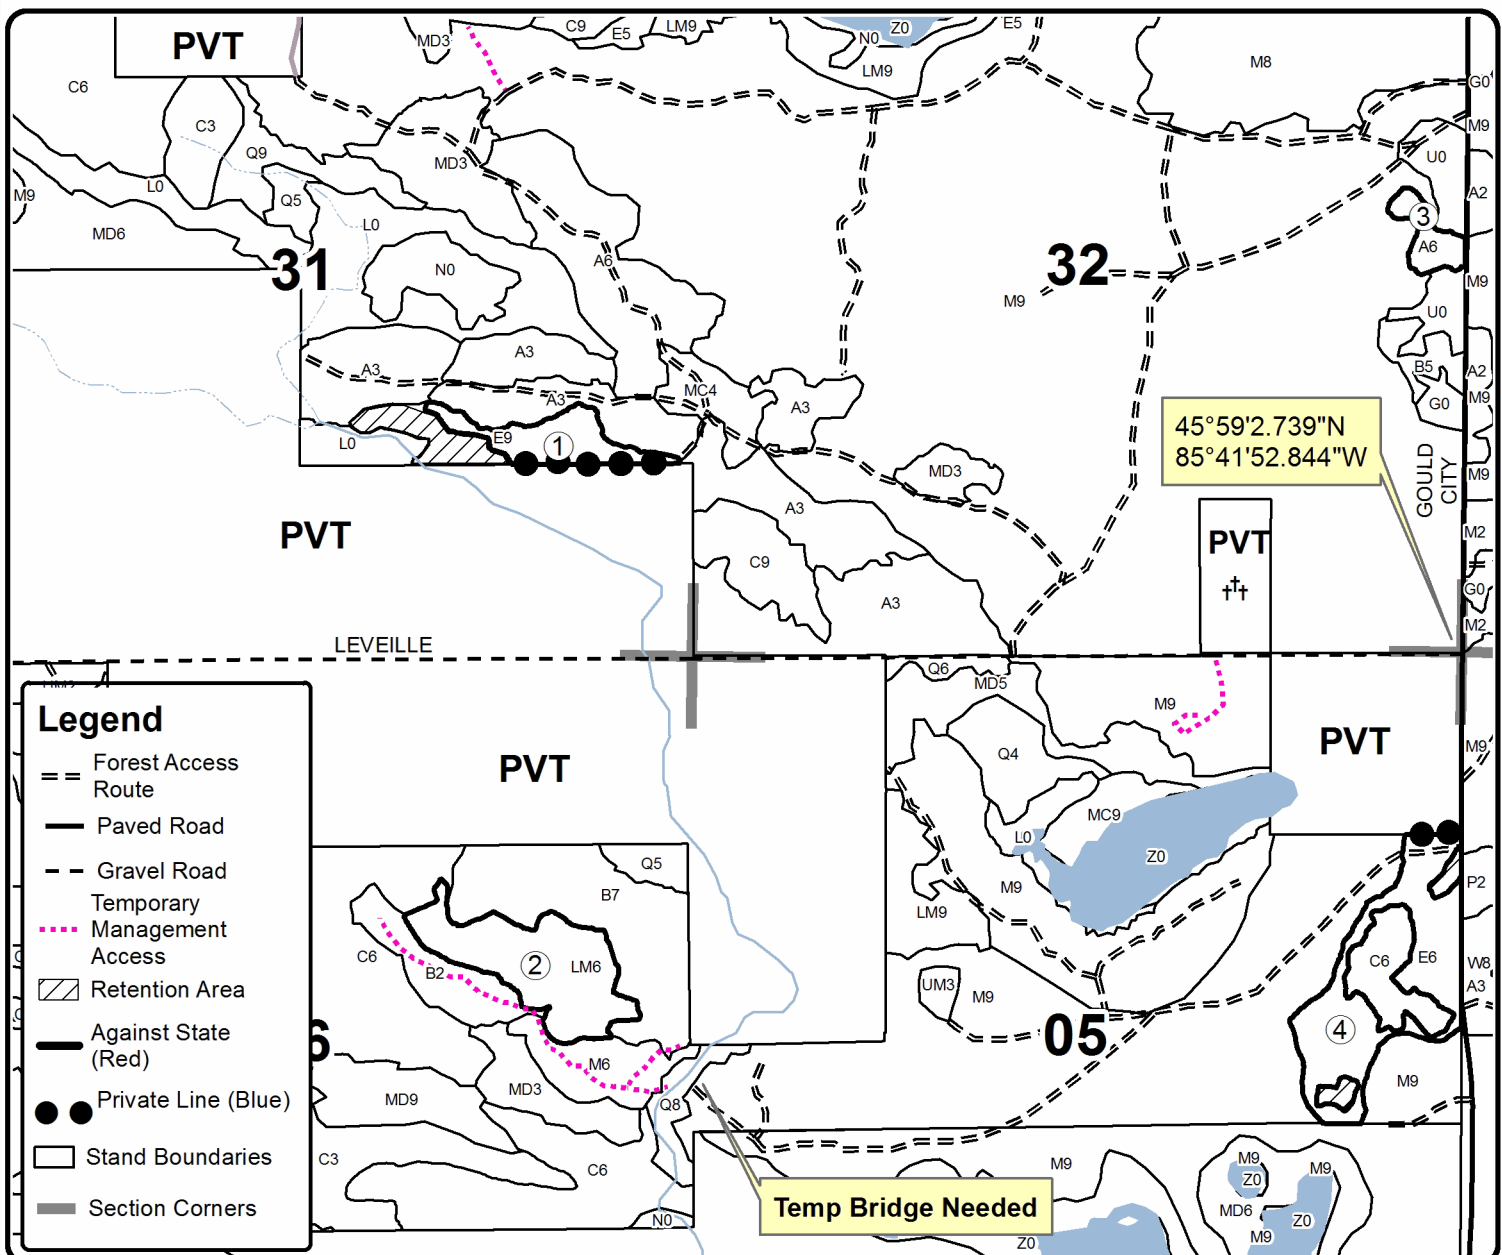 PVT
MD3
C9
E5
LM9
N0
Z0
E5
LM9
M8
G0
C6
C3
M9
Q9
MD3
U0
L0
M9
Q5
A2
3
MD6
L0
A6
31
N0
A6
32
M9
M9
U0
A3
A3
B5
A2
MC4
A3
A3
G0
M9
L0
E9
1
45°59'2.739"N
85°41'52.844"W
GOULD
CITY
MD3
M9
A3
PVT
PVT
M2
C9
A3
G0
M2
LEVEILLE
Q6
MD5
M9
PVT
PVT
Q4
M9
MC9
L0
Z0
M9
Q5
B7
LM9
P2
C6
B2
2
LM6
UM3
M9
C6
E6
W8
A3
6
05
4
M6
MD3
MD9
Q8
M9
C3
C6
N0
Temp Bridge Needed
M9
M9
Z0
M9
MD6
Z0
M9
Z0
Legend
Forest Access
Route
Paved Road
Gravel Road
Temporary
Management
Access
Retention Area
Against State
(Red)
Private Line (Blue)
Stand Boundaries
Section Corners